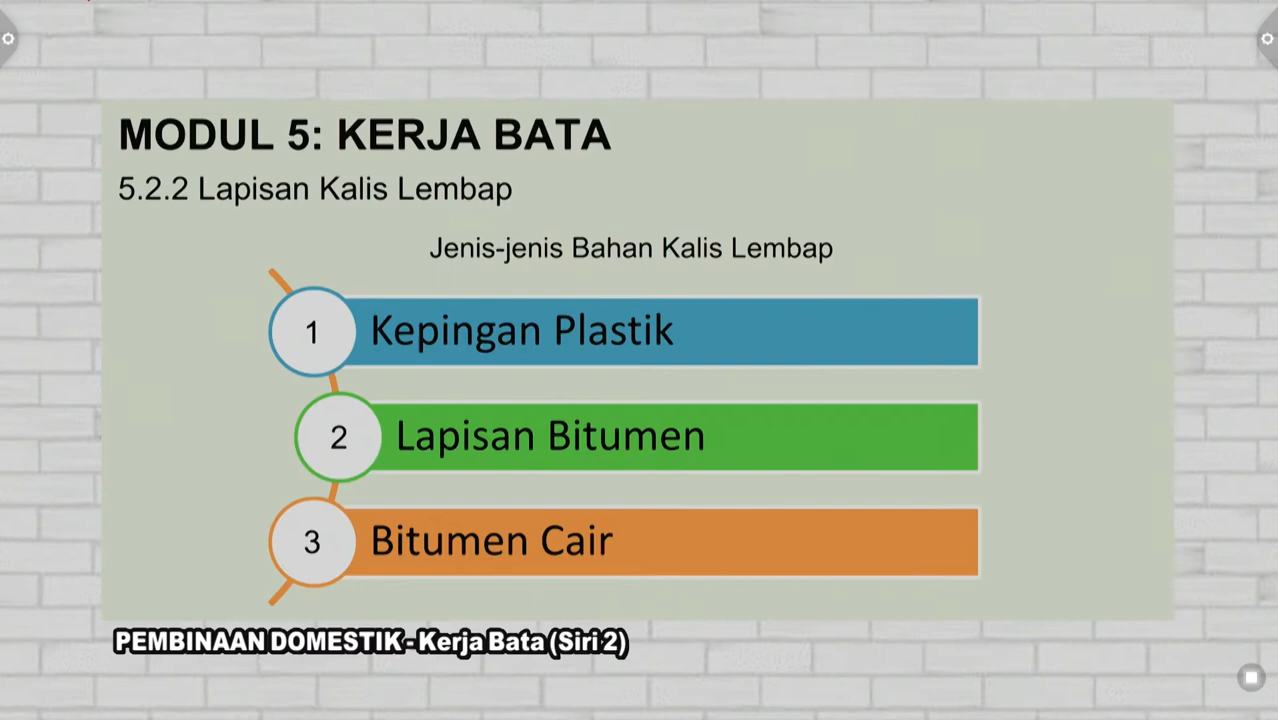 MODUL 5: KERJA BATA
5.2.2 Lapisan Kalis Lembap
Jenis-jenis Bahan Kalis Lembap
1 Kepingan Plastik
2 Lapisan Bitumen
3 Bitumen Cair
PEMBINAAN DOMESTIK - Kerja Bata (Siri 2)